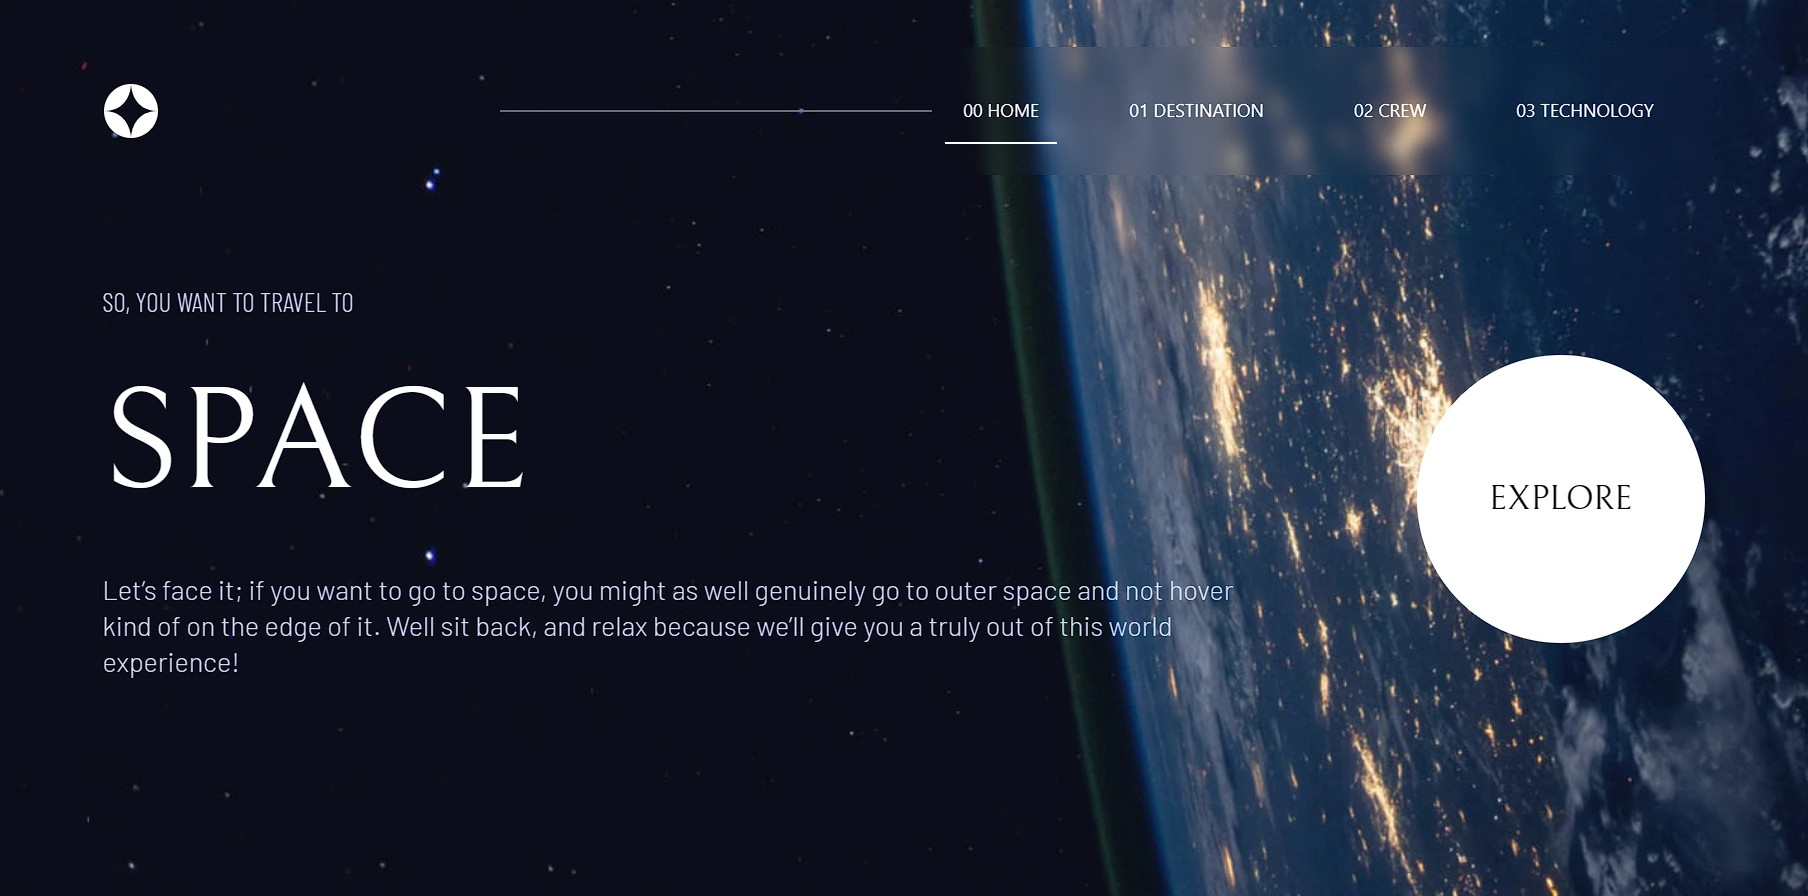 00 HOME 01 DESTINATION 02 CREW 03 TECHNOLOGY
SO, YOU WANT TO TRAVEL TO
SPACE
EXPLORE
Let’s face it; if you want to go to space, you might as well genuinely go to outer space and not hover
kind of on the edge of it. Well sit back, and relax because we’ll give you a truly out of this world
experience!